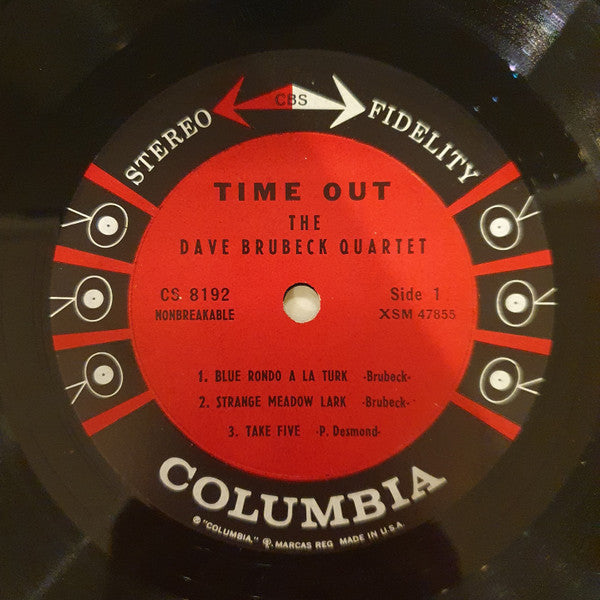 CBS
STEREO FIDELITY
TIME OUT
THE
DAVE BRUBECK QUARTET
CS 8192
NONBREAKABLE
Side 1
XSM 47855
1. BLUE RONDO A LA TURK -Brubeck-
2. STRANGE MEADOW LARK -Brubeck-
3. TAKE FIVE -P. Desmond-
COLUMBIA
® "COLUMBIA," ⓜ. MARCAS REG. MADE IN U.S.A.